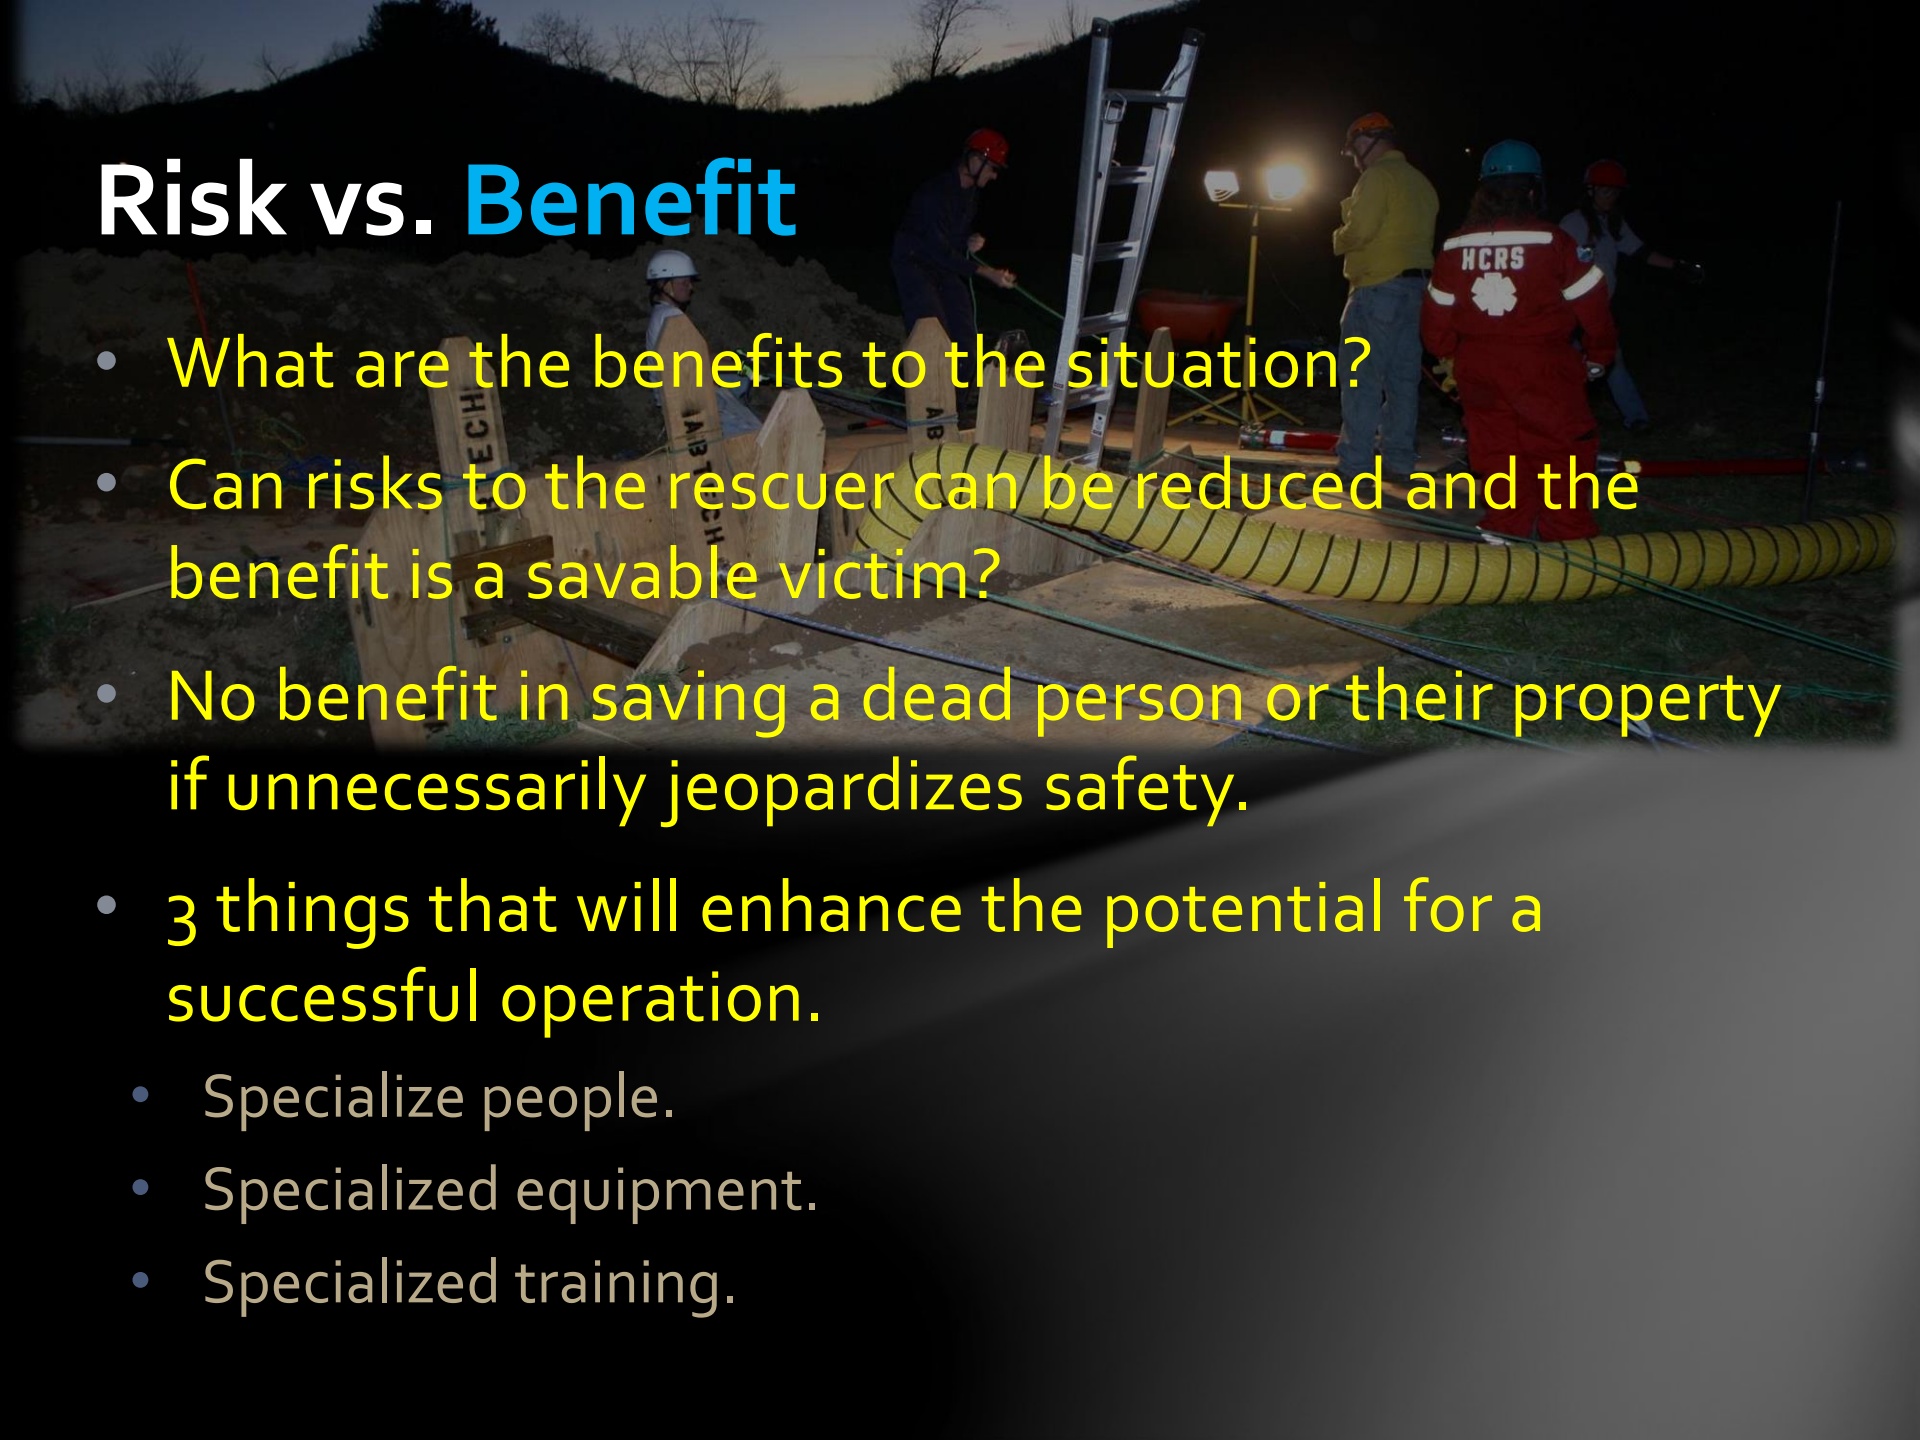 Risk vs. Benefit
HCRS
• What are the benefits to the situation?
• Can risks to the rescuer can be reduced and the
benefit is a savable victim?
• No benefit in saving a dead person or their property
if unnecessarily jeopardizes safety.
• 3 things that will enhance the potential for a
successful operation.
• Specialize people.
• Specialized equipment.
• Specialized training.